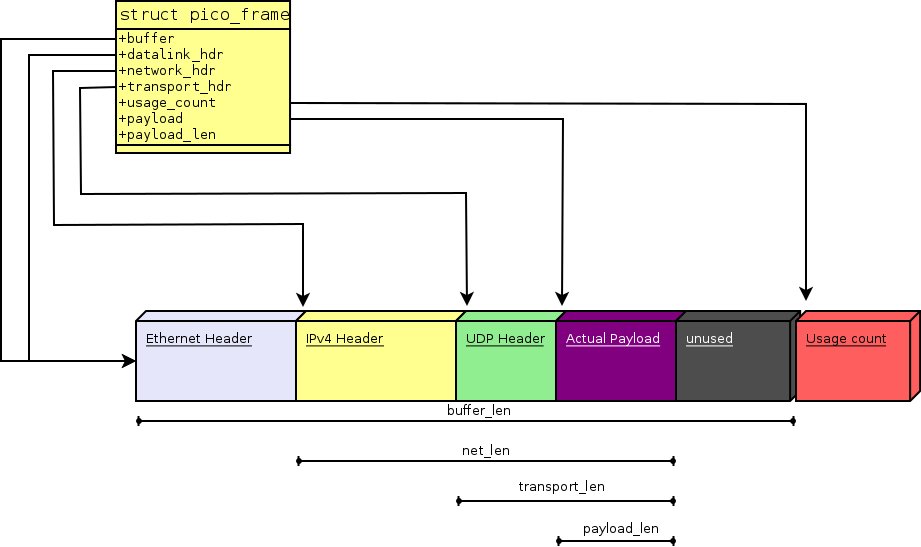 struct pico_frame
+buffer
+datalink_hdr
+network_hdr
+transport_hdr
+usage_count
+payload
+payload_len
Ethernet Header
IPv4 Header
UDP Header
Actual Payload
unused
Usage count
buffer_len
net_len
transport_len
payload_len